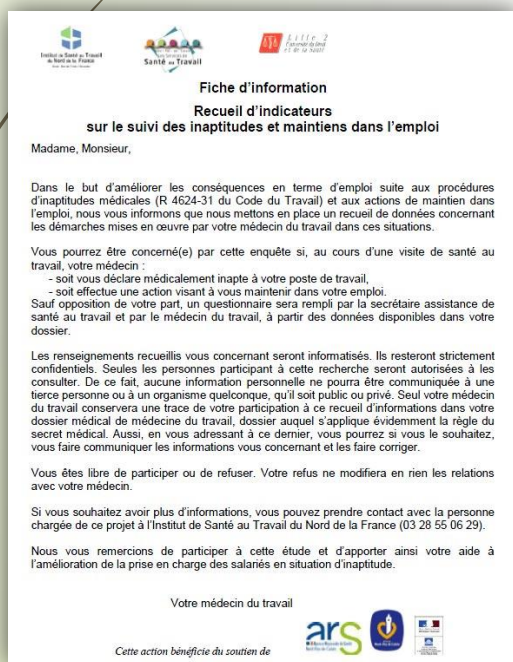 Institut de Santé au Travail
du Nord de la France
Santé au Travail
Lille 2
Université du Droit
et de la Santé
Fiche d'information
Recueil d'indicateurs
sur le suivi des inaptitudes et maintiens dans l'emploi
Madame, Monsieur,
Dans le but d'améliorer les conséquences en terme d'emploi suite aux procédures
d'inaptitudes médicales (R 4624-31 du Code du Travail) et aux actions de maintien dans
l'emploi, nous vous informons que nous mettons en place un recueil de données concernant
les démarches mises en œuvre par votre médecin du travail dans ces situations.
Vous pourrez être concerné(e) par cette enquête si, au cours d'une visite de santé au
travail, votre médecin :
- soit vous déclare médicalement inapte à votre poste de travail,
- soit effectue une action visant à vous maintenir dans votre emploi.
Sauf opposition de votre part, un questionnaire sera rempli par la secrétaire assistance de
santé au travail et par le médecin du travail, à partir des données disponibles dans votre
dossier.
Les renseignements recueillis vous concernant seront informatisés. Ils resteront strictement
confidentiels. Seules les personnes participant à cette recherche seront autorisées à les
consulter. De ce fait, aucune information personnelle ne pourra être communiquée à une
tierce personne ou à un organisme quelconque, qu'il soit public ou privé. Seul votre médecin
du travail conservera une trace de votre participation à ce recueil d'informations dans votre
dossier médical de médecine du travail, dossier auquel s'applique évidemment la règle du
secret médical. Aussi, en vous adressant à ce dernier, vous pourrez si vous le souhaitez,
vous faire communiquer les informations vous concernant et les faire corriger.
Vous êtes libre de participer ou de refuser. Votre refus ne modifiera en rien les relations
avec votre médecin.
Si vous souhaitez avoir plus d'informations, vous pouvez prendre contact avec la personne
chargée de ce projet à l'Institut de Santé au Travail du Nord de la France (03 28 55 06 29).
Nous vous remercions de participer à cette étude et d'apporter ainsi votre aide à
l'amélioration de la prise en charge des salariés en situation d'inaptitude.
Votre médecin du travail
Cette action bénéficie du soutien de
ars